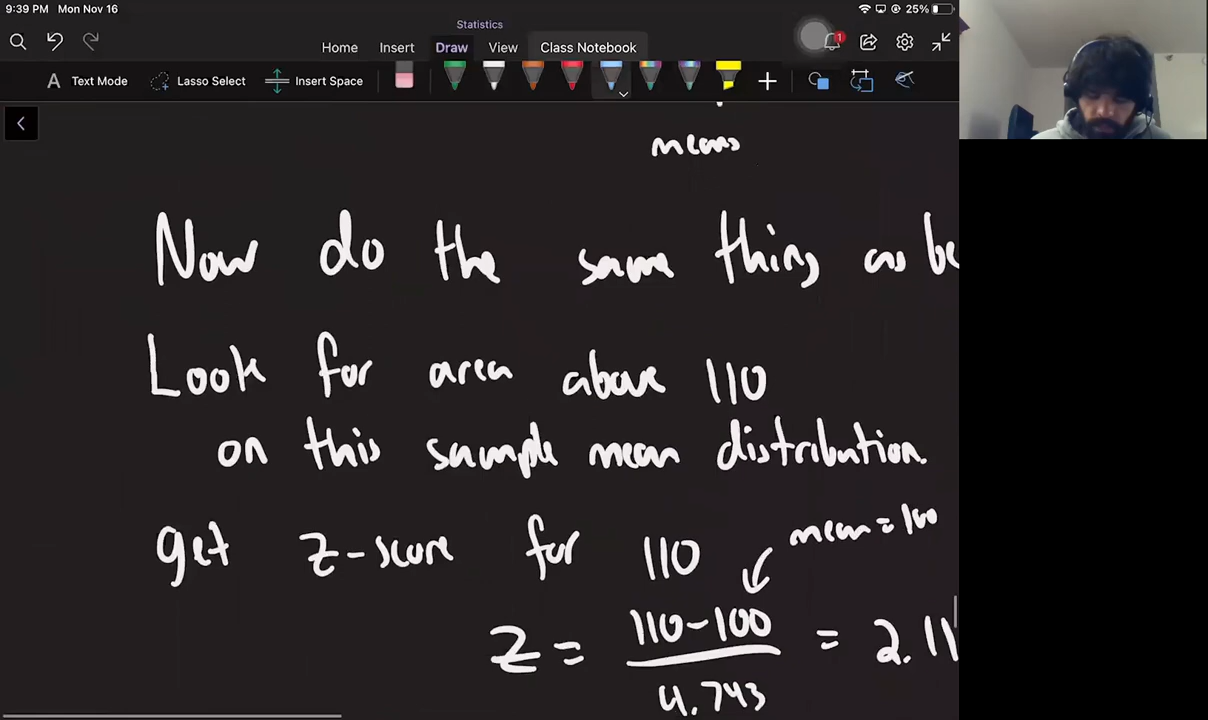 9:39 PM Mon Nov 16
25%
Statistics
Home Insert Draw View Class Notebook
1
Text Mode Lasso Select Insert Space
means
Now do the same thing as be
Look for area above 110
on this sample mean distribution.
get z-score for 110
mean = 100
Z = 110-100 / 4.743 = 2.11